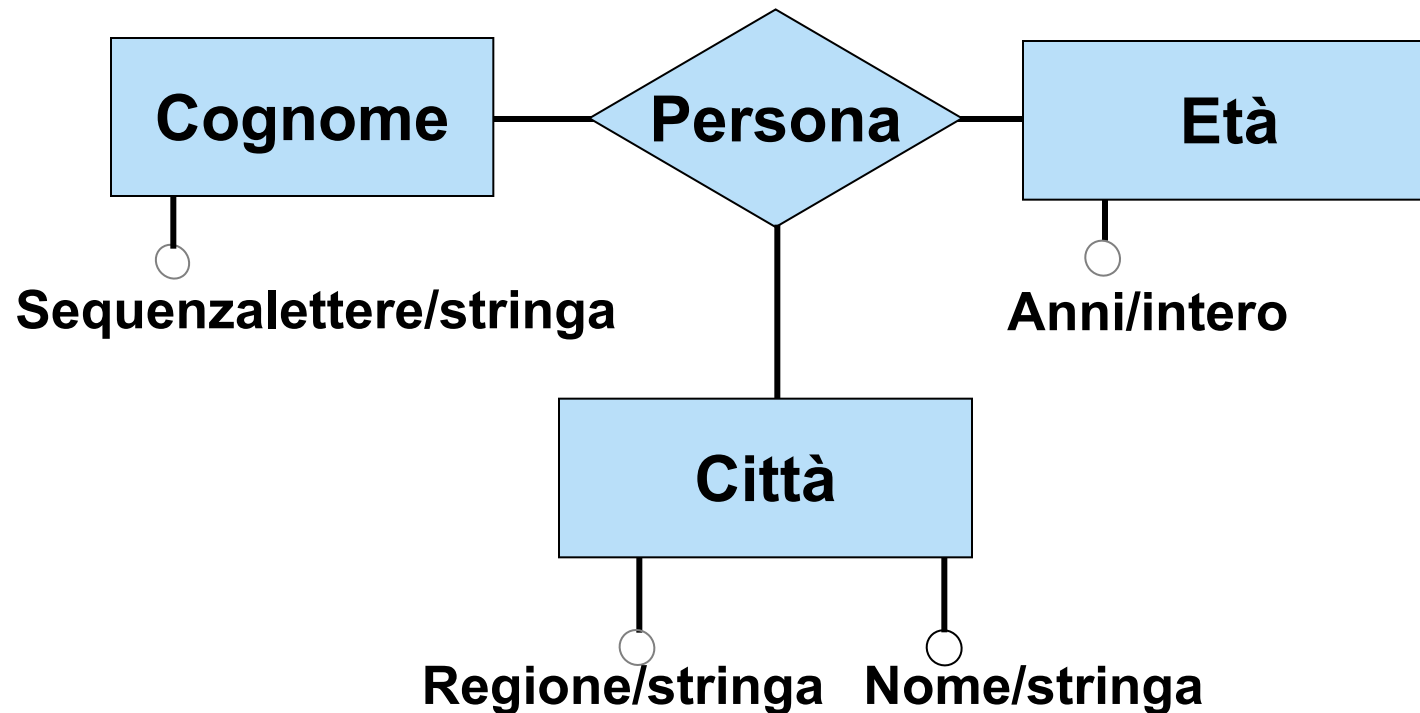 Cognome
Persona
Età
Sequenzalettere/stringa
Anni/intero
Città
Regione/stringa
Nome/stringa